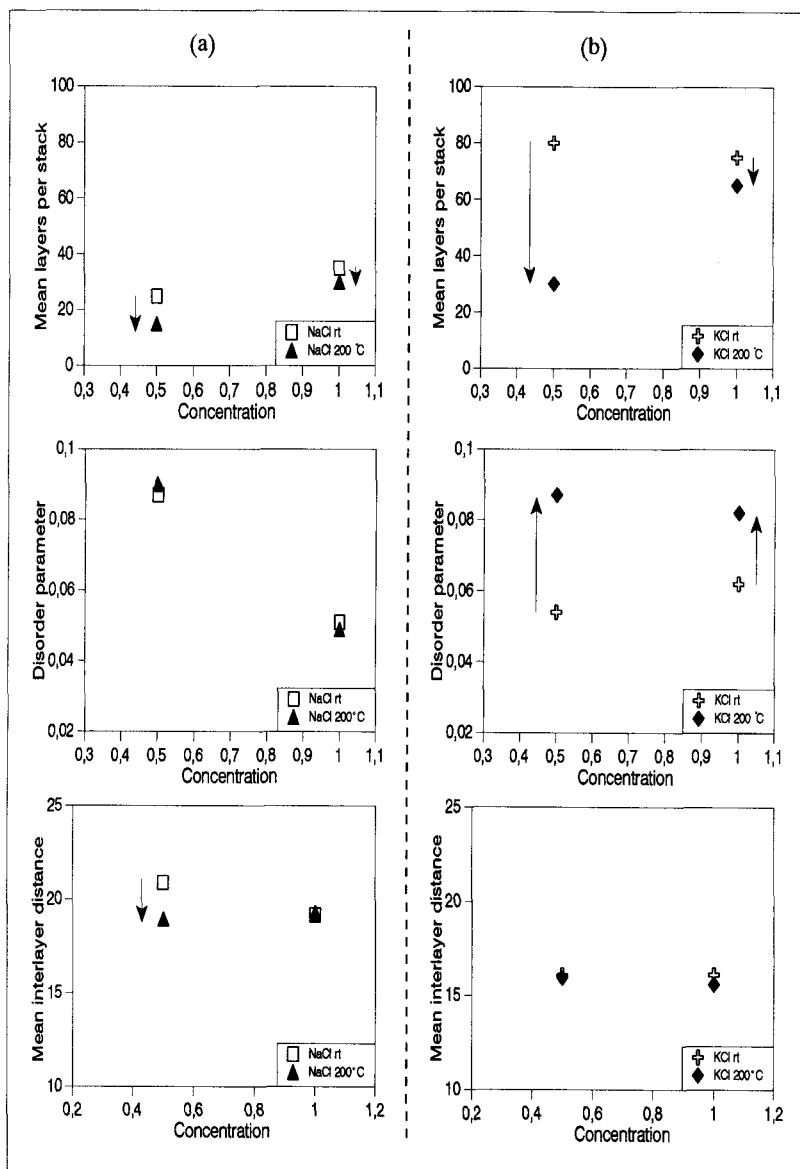 (a)
Mean layers per stack
100
80
60
40
20
0
0,3 0,4 0,5 0,6 0,7 0,8 0,9 1 1,1
Concentration
NaCl rt
NaCl 200 °C
Disorder parameter
0,1
0,08
0,06
0,04
0,02
0,3 0,4 0,5 0,6 0,7 0,8 0,9 1 1,1
Concentration
NaCl rt
NaCl 200°C
Mean interlayer distance
25
20
15
10
0,2 0,4 0,6 0,8 1 1,2
Concentration
NaCl rt
NaCl 200°C
(b)
Mean layers per stack
100
80
60
40
20
0
0,3 0,4 0,5 0,6 0,7 0,8 0,9 1 1,1
Concentration
KCl rt
KCl 200 °C
Disorder parameter
0,1
0,08
0,06
0,04
0,02
0,3 0,4 0,5 0,6 0,7 0,8 0,9 1 1,1
Concentration
KCl rt
KCl 200 °C
Mean interlayer distance
25
20
15
10
0,2 0,4 0,6 0,8 1 1,2
Concentration
KCl rt
KCl 200°C